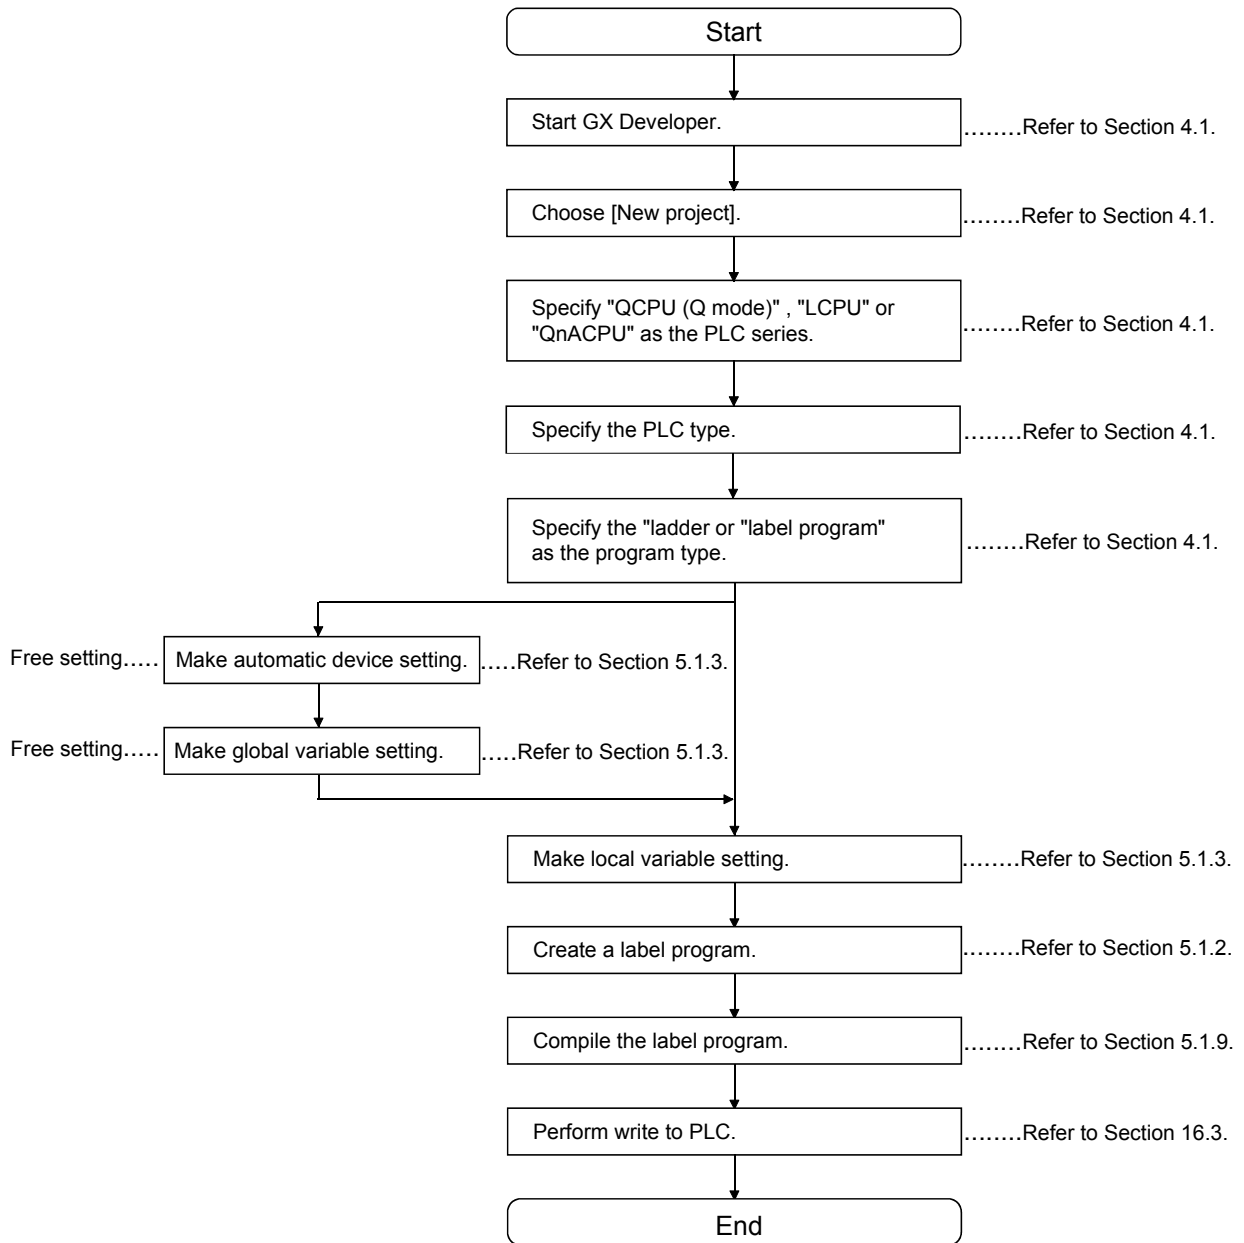 Start
Start GX Developer.
........Refer to Section 4.1.
Choose [New project].
........Refer to Section 4.1.
Specify "QCPU (Q mode)" , "LCPU" or
"QnACPU" as the PLC series.
........Refer to Section 4.1.
Specify the PLC type.
........Refer to Section 4.1.
Specify the "ladder or "label program"
as the program type.
........Refer to Section 4.1.
Free setting..... Make automatic device setting. .....Refer to Section 5.1.3.
Free setting..... Make global variable setting. .....Refer to Section 5.1.3.
Make local variable setting.
........Refer to Section 5.1.3.
Create a label program.
........Refer to Section 5.1.2.
Compile the label program.
........Refer to Section 5.1.9.
Perform write to PLC.
........Refer to Section 16.3.
End